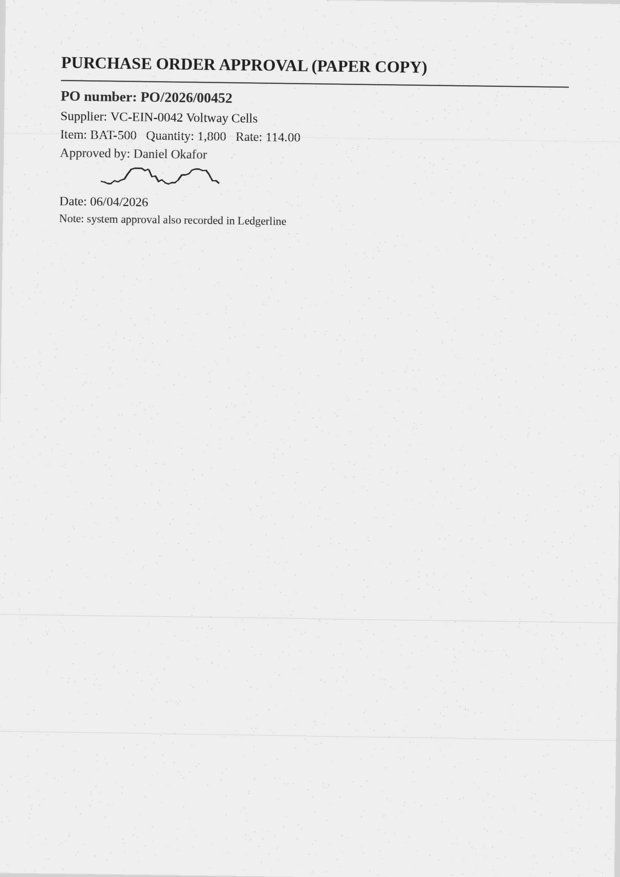 PURCHASE ORDER APPROVAL (PAPER COPY)
PO number: PO/2026/00452
Supplier: VC-EIN-0042 Voltway Cells
Item: BAT-500   Quantity: 1,800   Rate: 114.00
Approved by: Daniel Okafor
Date: 06/04/2026
Note: system approval also recorded in Ledgerline